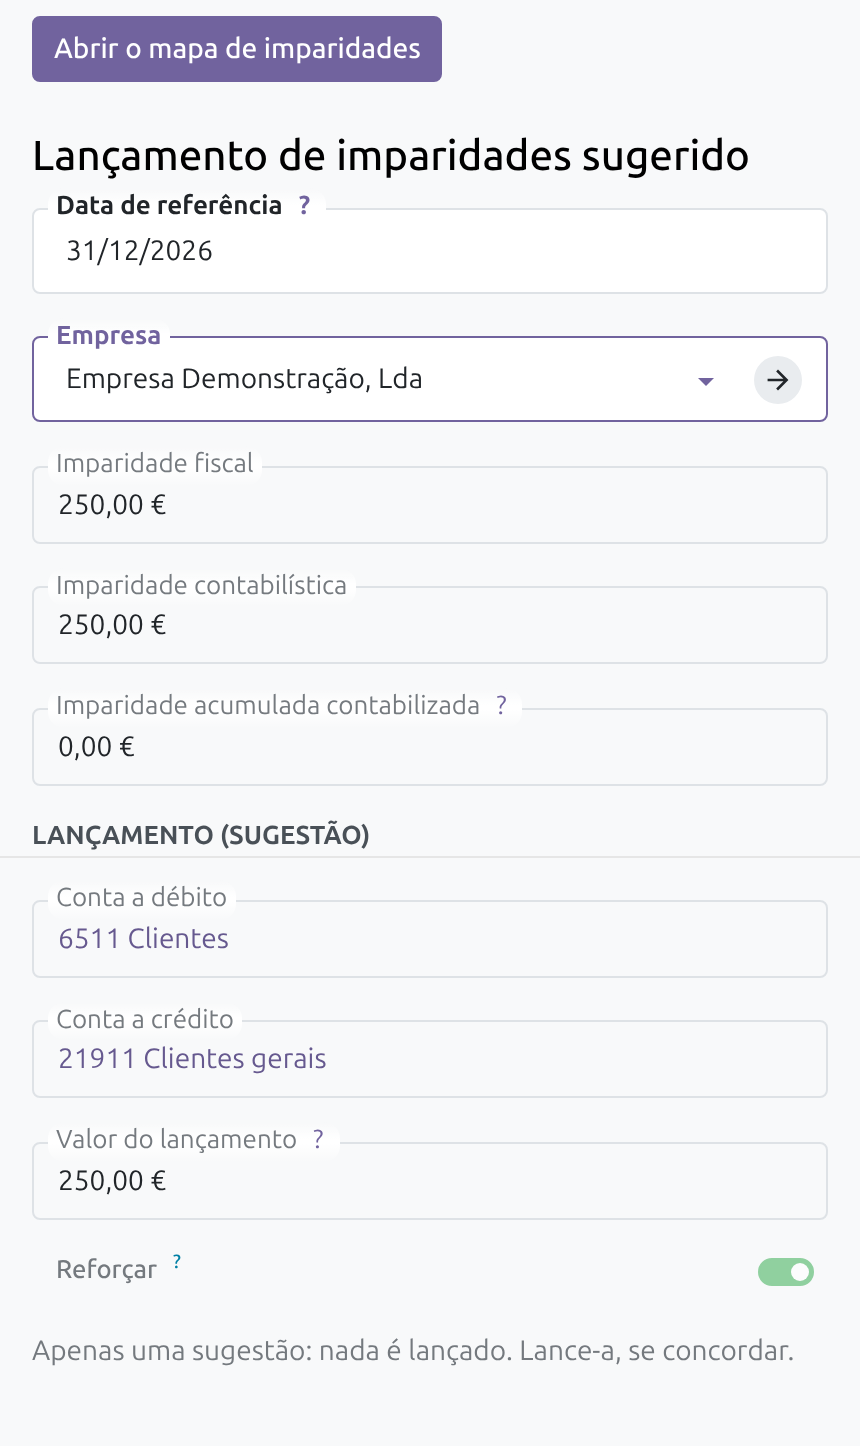 Abrir o mapa de imparidades
Lançamento de imparidades sugerido
Data de referência ?
31/12/2026
Empresa
Empresa Demonstração, Lda
Imparidade fiscal
250,00 €
Imparidade contabilística
250,00 €
Imparidade acumulada contabilizada ?
0,00 €
LANÇAMENTO (SUGESTÃO)
Conta a débito
6511 Clientes
Conta a crédito
21911 Clientes gerais
Valor do lançamento ?
250,00 €
Reforçar ?
Apenas uma sugestão: nada é lançado. Lance-a, se concordar.